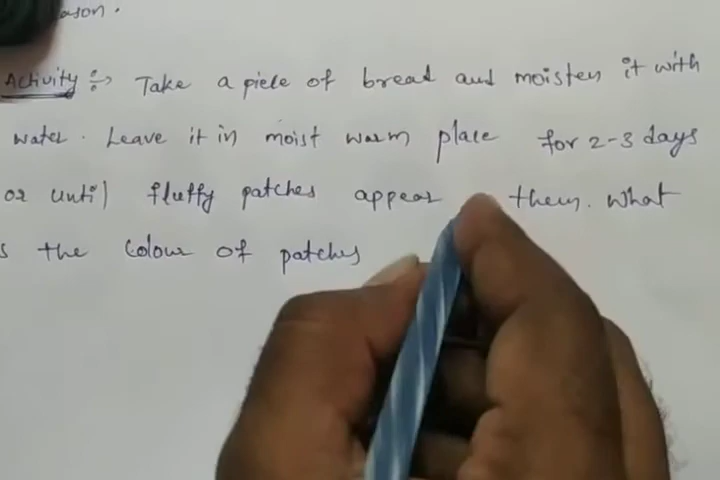 ason.
Activity :-> Take a piece of bread and moisten it with
water. Leave it in moist warm place for 2-3 days
or until fluffy patches appear them. What
s the colour of patches